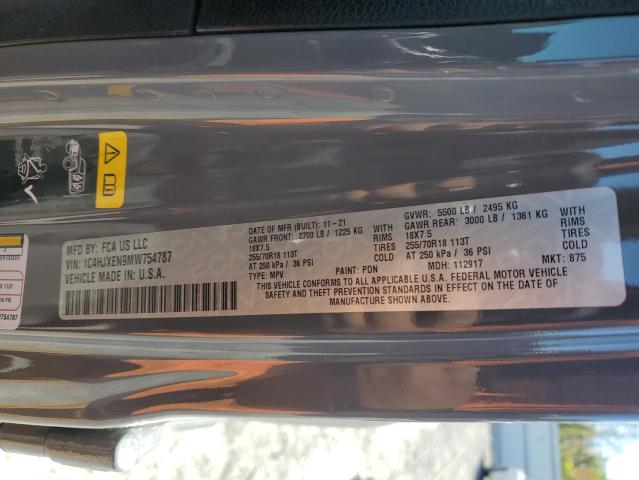 MFD BY: FCA US LLC
VIN: 1C4HJXEN9MW754787
VEHICLE MADE IN U.S.A.
DATE OF MFR (BUILT): 11-21
GAWR FRONT: 2700 LB / 1225 KG WITH
18X7.5 RIMS
255/70R18 113T TIRES
AT 250 kPa / 36 PSI COLD
GVWR: 5500 LB / 2495 KG
GAWR REAR: 3000 LB / 1361 KG WITH
18X7.5 RIMS
255/70R18 113T TIRES
AT 250 kPa / 36 PSI COLD
TYPE: MPV PAINT: PDN MDH: 112917 MKT: 875
THIS VEHICLE CONFORMS TO ALL APPLICABLE U.S.A. FEDERAL MOTOR VEHICLE
SAFETY, BUMPER, AND THEFT PREVENTION STANDARDS IN EFFECT ON THE DATE OF
MANUFACTURE SHOWN ABOVE.
754787